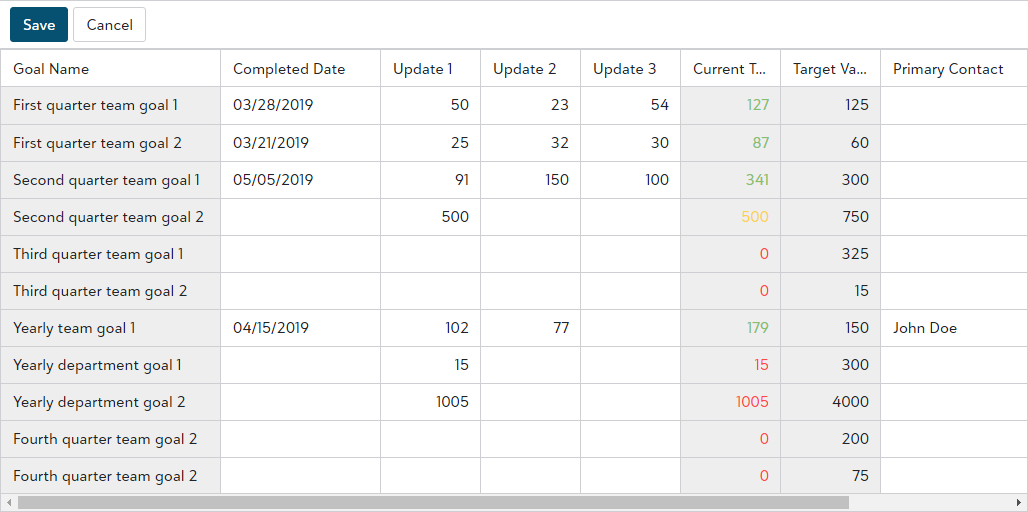 Save Cancel
Goal Name Completed Date Update 1 Update 2 Update 3 Current T... Target Va... Primary Contact
First quarter team goal 1 03/28/2019 50 23 54 127 125
First quarter team goal 2 03/21/2019 25 32 30 87 60
Second quarter team goal 1 05/05/2019 91 150 100 341 300
Second quarter team goal 2 500 500 750
Third quarter team goal 1 0 325
Third quarter team goal 2 0 15
Yearly team goal 1 04/15/2019 102 77 179 150 John Doe
Yearly department goal 1 15 15 300
Yearly department goal 2 1005 1005 4000
Fourth quarter team goal 2 0 200
Fourth quarter team goal 2 0 75